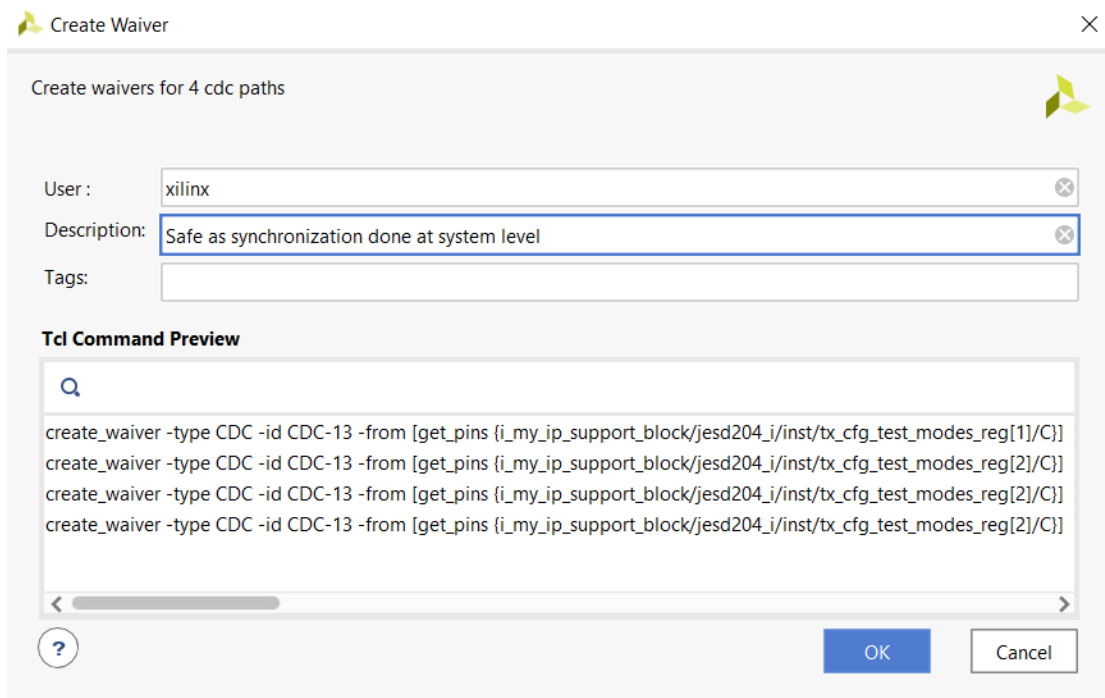 Create Waiver
Create waivers for 4 cdc paths
User :
xilinx
Description:
Safe as synchronization done at system level
Tags:
Tcl Command Preview
create_waiver -type CDC -id CDC-13 -from [get_pins {i_my_ip_support_block/jesd204_i/inst/tx_cfg_test_modes_reg[1]/C}]
create_waiver -type CDC -id CDC-13 -from [get_pins {i_my_ip_support_block/jesd204_i/inst/tx_cfg_test_modes_reg[2]/C}]
create_waiver -type CDC -id CDC-13 -from [get_pins {i_my_ip_support_block/jesd204_i/inst/tx_cfg_test_modes_reg[2]/C}]
create_waiver -type CDC -id CDC-13 -from [get_pins {i_my_ip_support_block/jesd204_i/inst/tx_cfg_test_modes_reg[2]/C}]
?
OK
Cancel